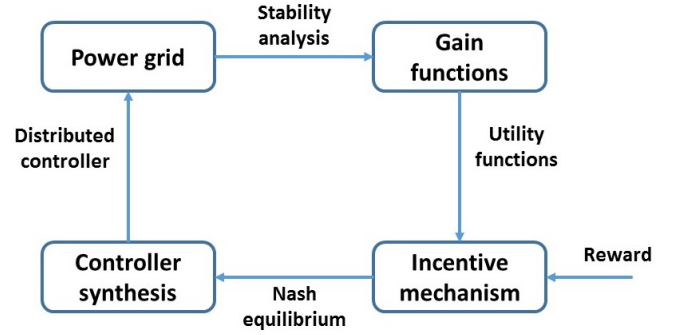 Stability
analysis
Power grid
Gain
functions
Distributed
controller
Utility
functions
Controller
synthesis
Nash
equilibrium
Incentive
mechanism
Reward